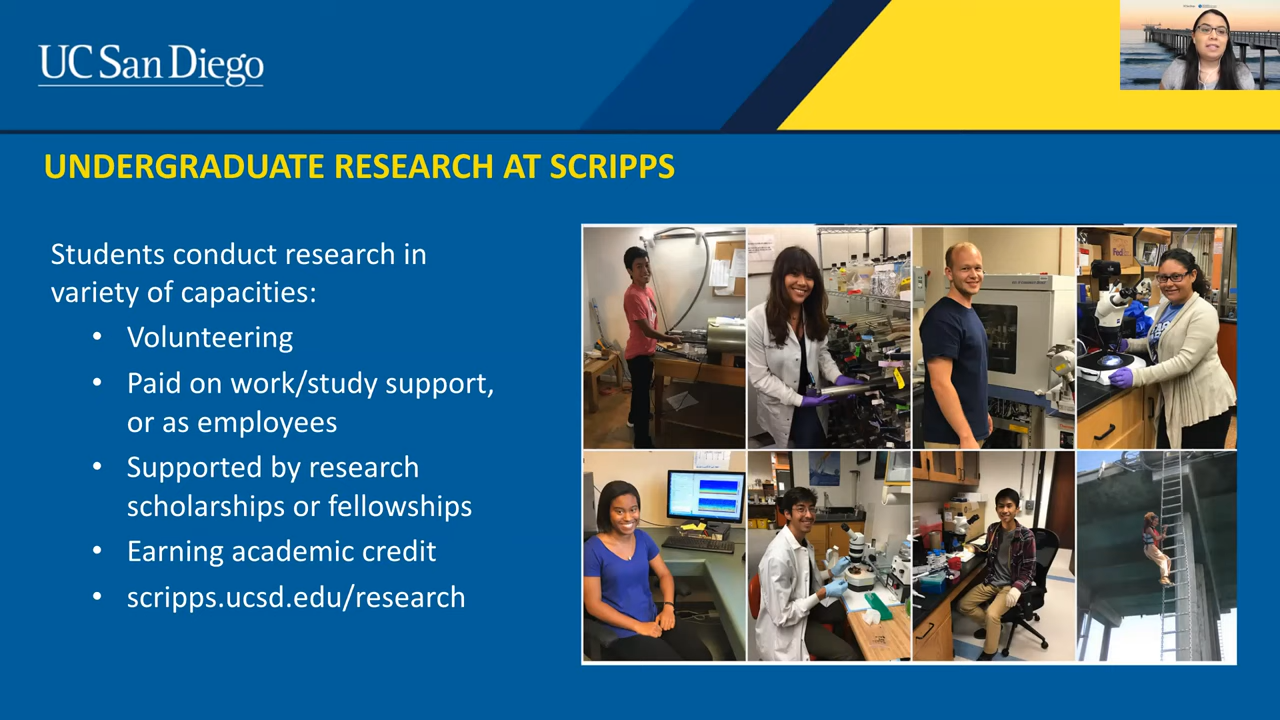 UC San Diego
UNDERGRADUATE RESEARCH AT SCRIPPS
Students conduct research in
variety of capacities:
• Volunteering
• Paid on work/study support,
or as employees
• Supported by research
scholarships or fellowships
• Earning academic credit
• scripps.ucsd.edu/research
FedEx